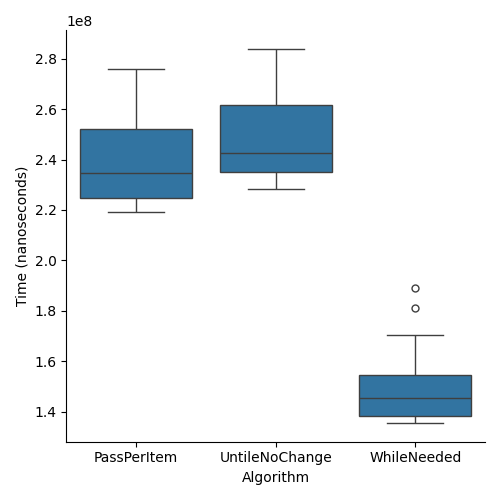 1e8
2.8
2.6
2.4
2.2
2.0
1.8
1.6
1.4
Time (nanoseconds)
PassPerItem
UntileNoChange
WhileNeeded
Algorithm